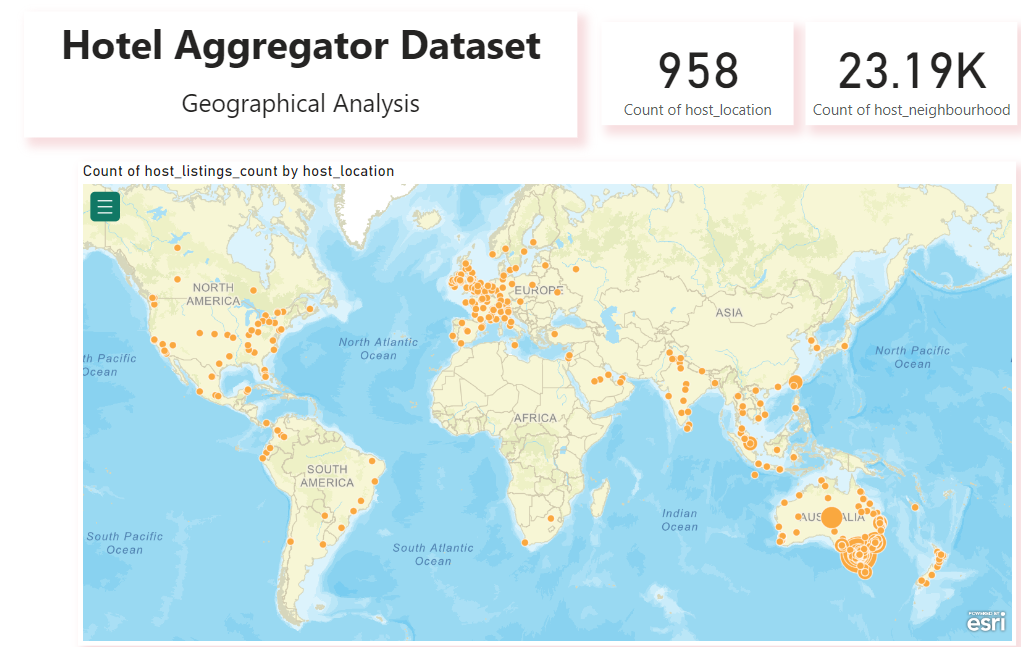 Hotel Aggregator Dataset
Geographical Analysis
958
Count of host_location
23.19K
Count of host_neighbourhood
Count of host_listings_count by host_location
NORTH
AMERICA
EUROPE
ASIA
North Atlantic
Ocean
North Pacific
Ocean
th Pacific
Ocean
AFRICA
SOUTH
AMERICA
Indian
Ocean
AUSTRALIA
South Pacific
Ocean
South Atlantic
Ocean
POWERED BY
esri